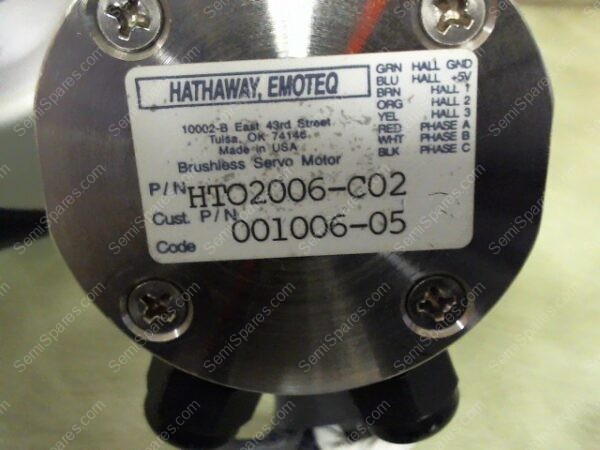 HATHAWAY, EMOTEQ
10002-B East 43rd Street
Tulsa, OK 74146
Made in USA
Brushless Servo Motor
GRN HALL GND
BLU HALL +5V
BRN HALL 1
ORG HALL 2
YEL HALL 3
RED PHASE A
WHT PHASE B
BLK PHASE C
P/N HT02006-C02
Cust. P/N 001006-05
Code
SemiSpares.com